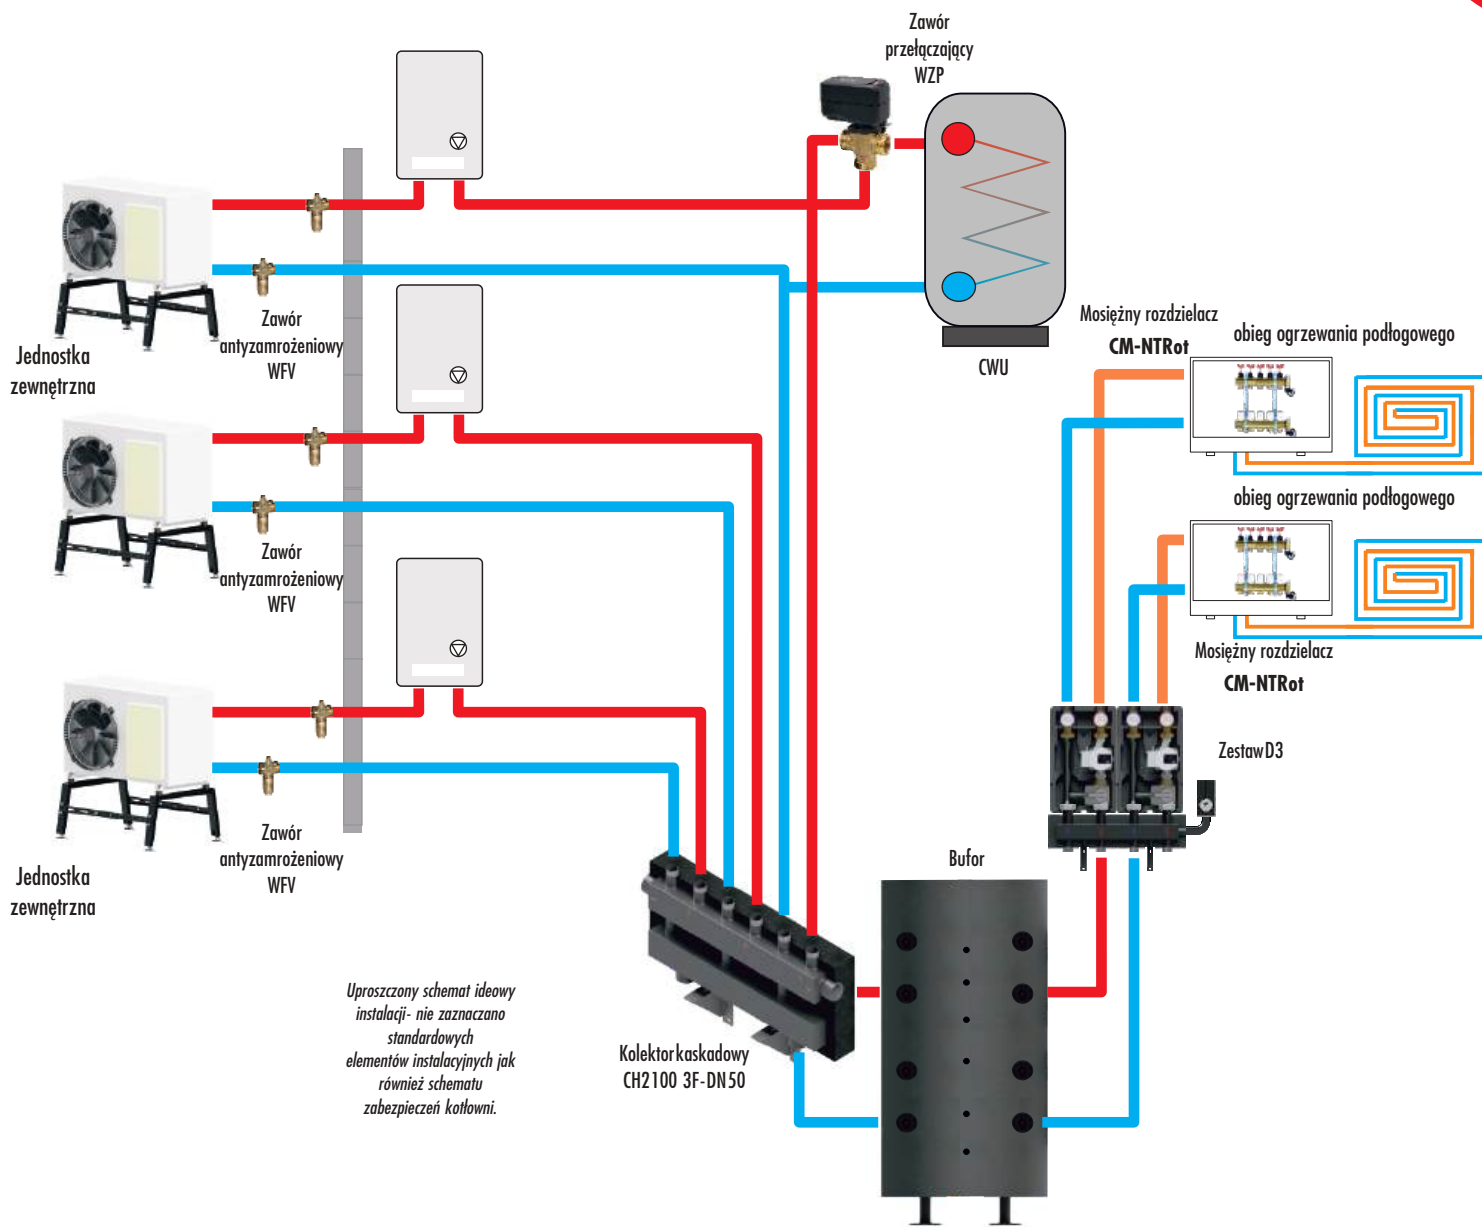 Zawór
przełączający
WZP
Zawór
antyzamrożeniowy
WFV
Jednostka
zewnętrzna
CWU
Mosiężny rozdzielacz
CM-NTRot
obieg ogrzewania podłogowego
obieg ogrzewania podłogowego
Zawór
antyzamrożeniowy
WFV
Mosiężny rozdzielacz
CM-NTRot
Zestaw D3
Zawór
antyzamrożeniowy
WFV
Jednostka
zewnętrzna
Bufor
Uproszczony schemat ideowy
instalacji- nie zaznaczano
standardowych
elementów instalacyjnych jak
również schematu
zabezpieczeń kotłowni.
Kolektor kaskadowy
CH2100 3F-DN50